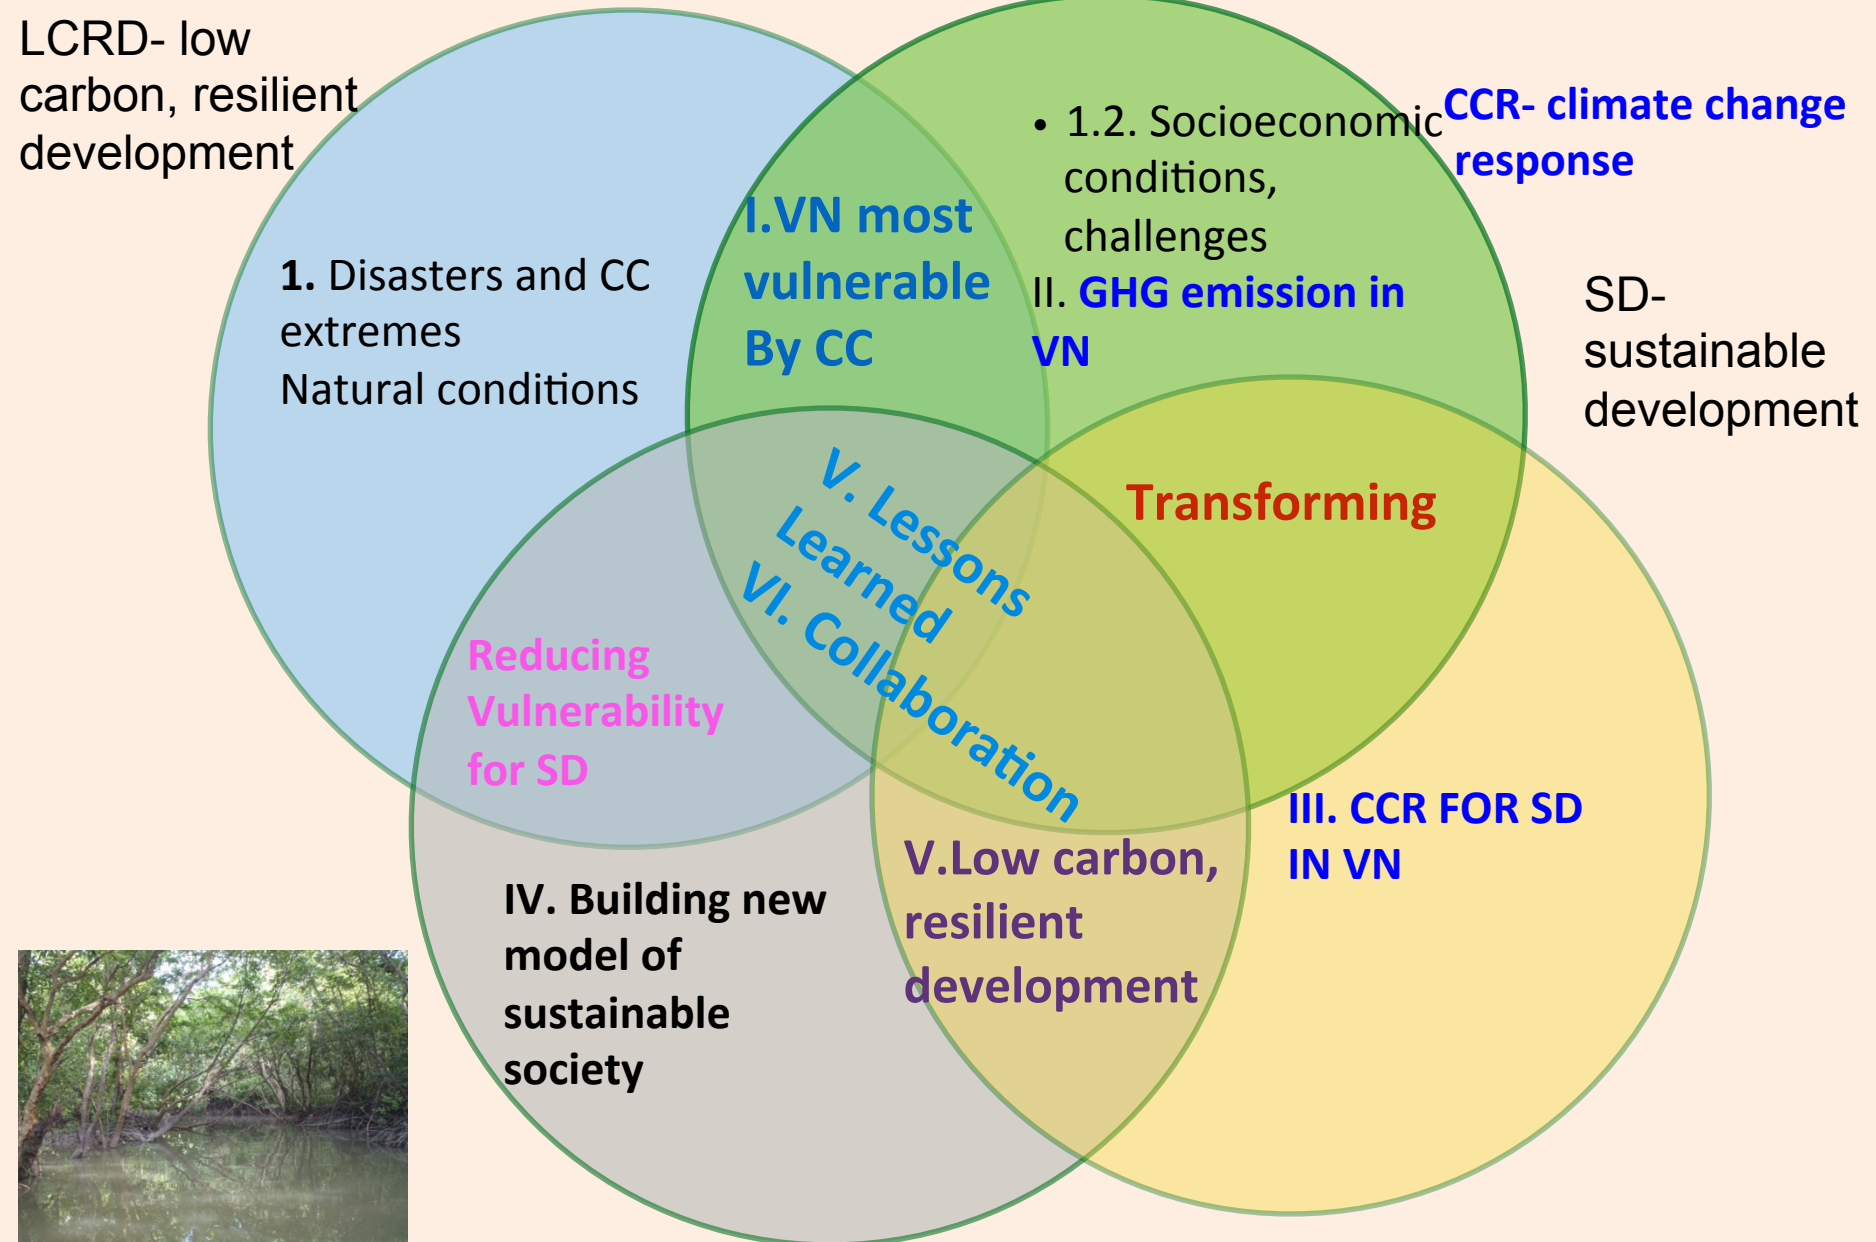 LCRD- low
carbon, resilient
development
• 1.2. Socioeconomic
conditions,
challenges
II. GHG emission in
VN
CCR- climate change
response
I.VN most
vulnerable
By CC
1. Disasters and CC
extremes
Natural conditions
SD-
sustainable
development
V. Lessons
Learned
VI. Collaboration
Transforming
Reducing
Vulnerability
for SD
III. CCR FOR SD
IN VN
V.Low carbon,
resilient
development
IV. Building new
model of
sustainable
society